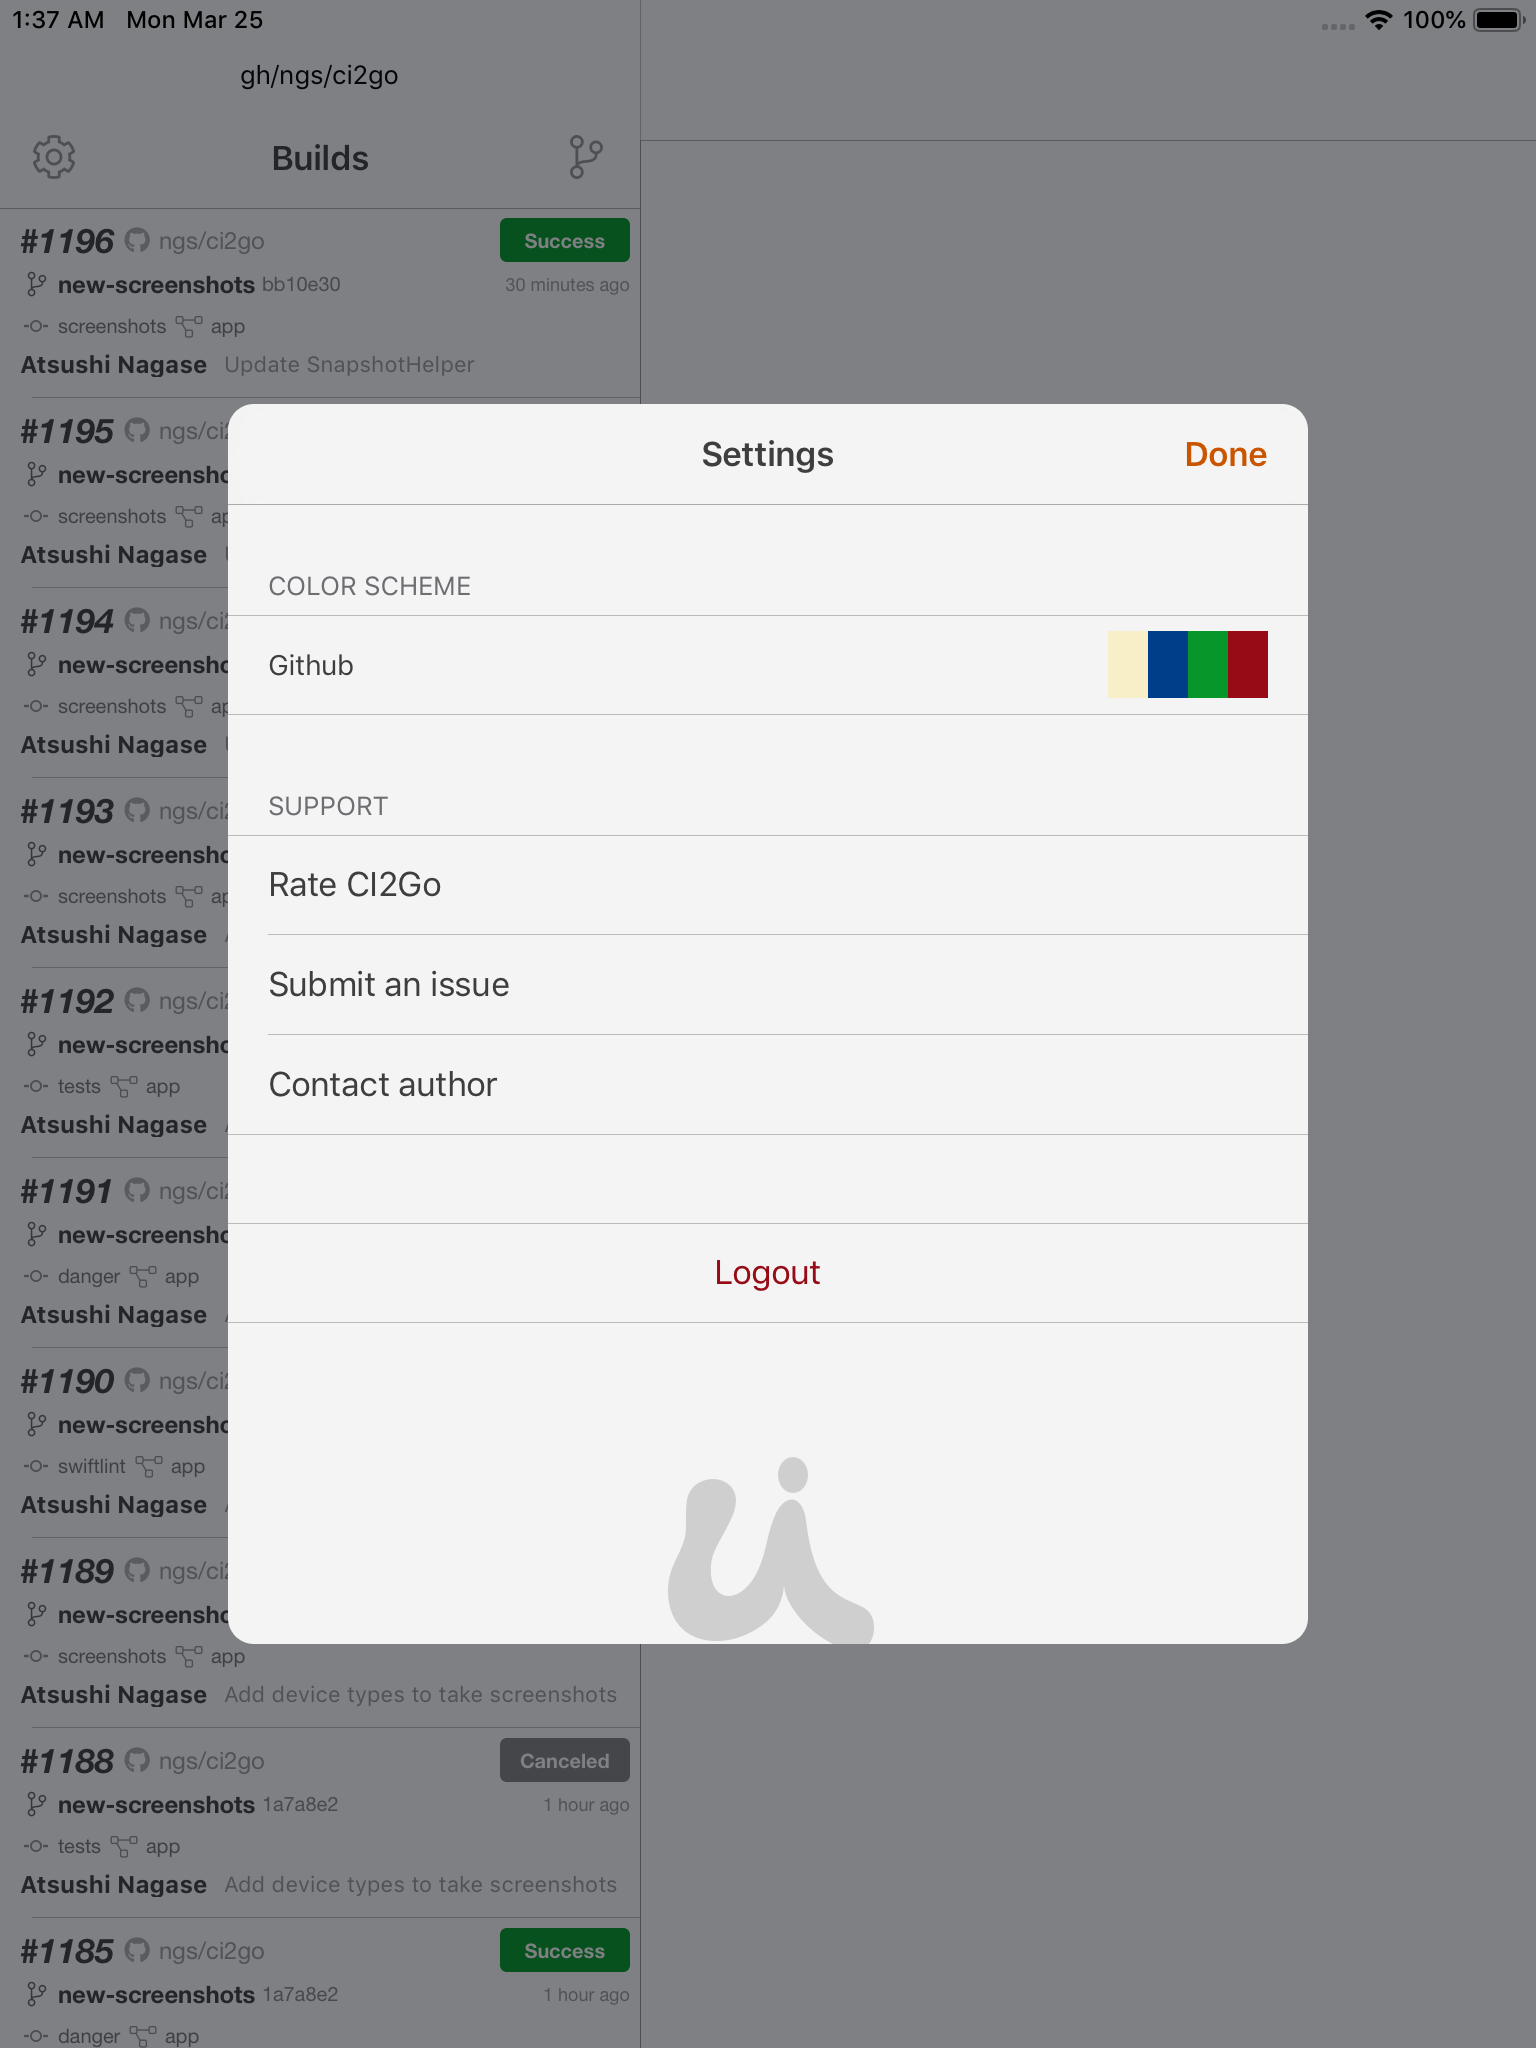 1:37 AM Mon Mar 25
100%
gh/ngs/ci2go
Builds
#1196 ngs/ci2go Success
new-screenshots bb10e30 30 minutes ago
screenshots app
Atsushi Nagase Update SnapshotHelper
#1195 ngs/ci2
new-screensho
screenshots ap
Atsushi Nagase
#1194 ngs/ci2
new-screensho
screenshots ap
Atsushi Nagase
#1193 ngs/ci2
new-screensho
screenshots ap
Atsushi Nagase
#1192 ngs/ci2
new-screensho
tests app
Atsushi Nagase
#1191 ngs/ci2
new-screensho
danger app
Atsushi Nagase
#1190 ngs/ci2
new-screensho
swiftlint app
Atsushi Nagase
#1189 ngs/ci2
new-screensho
screenshots app
Atsushi Nagase Add device types to take screenshots
#1188 ngs/ci2go Canceled
new-screenshots 1a7a8e2 1 hour ago
tests app
Atsushi Nagase Add device types to take screenshots
#1185 ngs/ci2go Success
new-screenshots 1a7a8e2 1 hour ago
danger app
Settings Done
COLOR SCHEME
Github
SUPPORT
Rate CI2Go
Submit an issue
Contact author
Logout